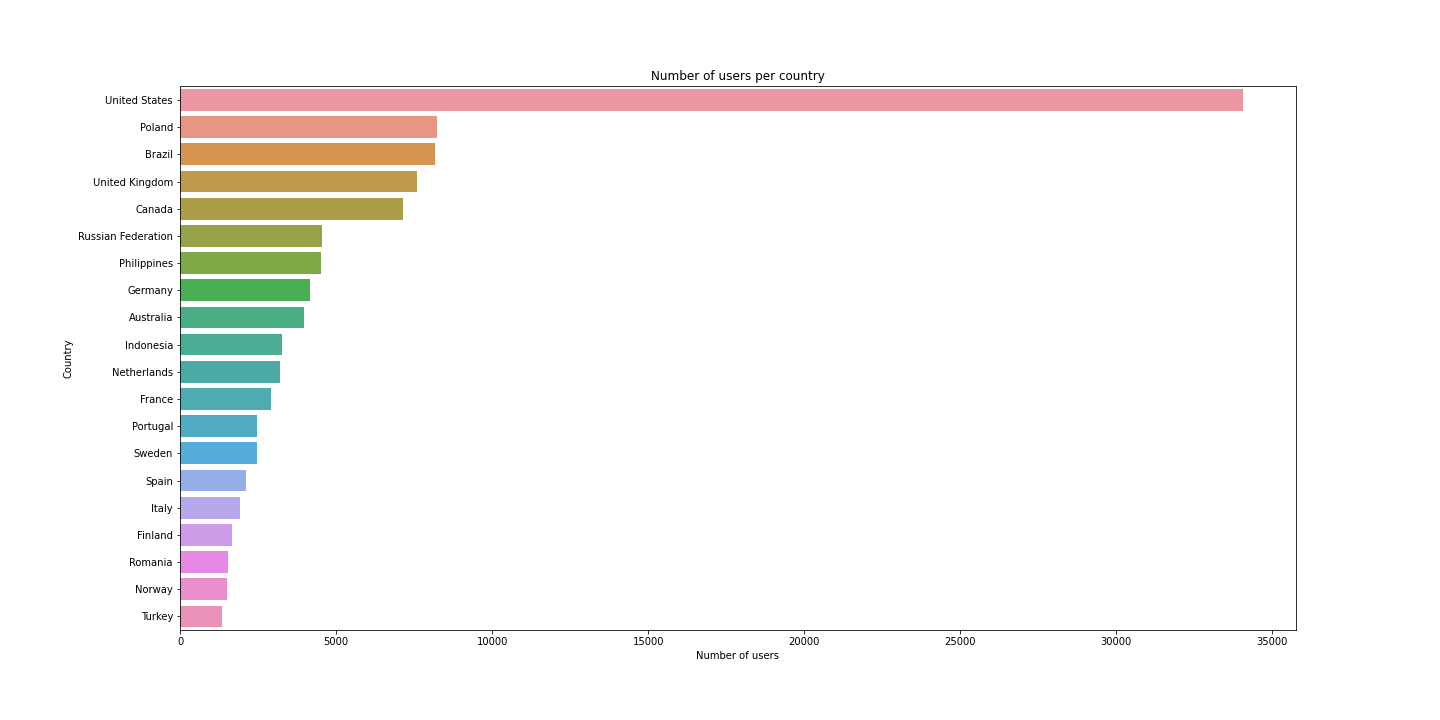 Number of users per country
United States
Poland
Brazil
United Kingdom
Canada
Russian Federation
Philippines
Germany
Australia
Indonesia
Netherlands
France
Portugal
Sweden
Spain
Italy
Finland
Romania
Norway
Turkey
Country
0 5000 10000 15000 20000 25000 30000 35000
Number of users